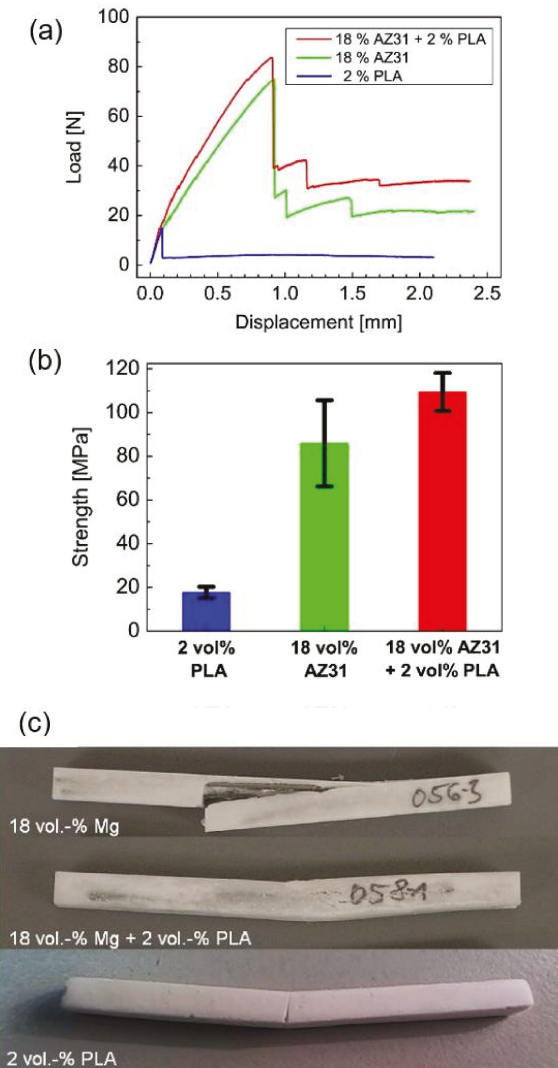 (a)
100
80
60
40
20
0
Load [N]
18 % AZ31 + 2 % PLA
18 % AZ31
2 % PLA
0.0 0.5 1.0 1.5 2.0 2.5
Displacement [mm]
(b)
120
100
80
60
40
20
0
Strength [MPa]
2 vol% 18 vol% 18 vol% AZ31
PLA AZ31 + 2 vol% PLA
(c)
056-3
18 vol.-% Mg
058-1
18 vol.-% Mg + 2 vol.-% PLA
2 vol.-% PLA